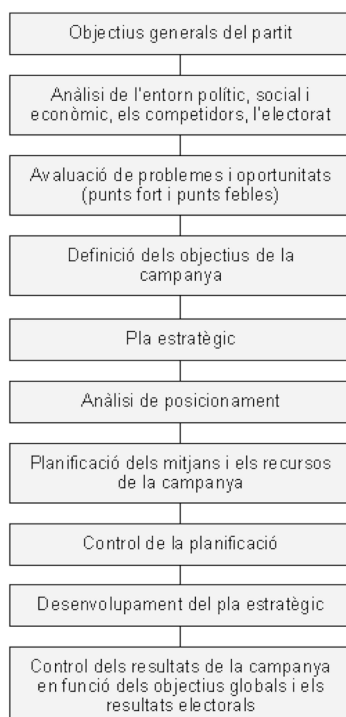 Objectius generals del partit
Anàlisi de l'entorn polític, social i
econòmic, els competidors, l'electorat
Avaluació de problemes i oportunitats
(punts fort i punts febles)
Definició dels objectius de la
campanya
Pla estratègic
Anàlisi de posicionament
Planificació dels mitjans i els recursos
de la campanya
Control de la planificació
Desenvolupament del pla estratègic
Control dels resultats de la campanya
en funció dels objectius globals i els
resultats electorals